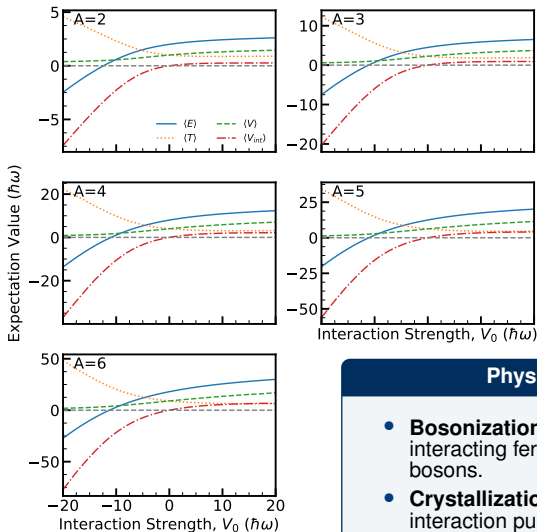 A=2
A=3
5
0
−5
10
0
−10
−20
⟨E⟩
⟨V⟩
⟨T⟩
⟨V_int⟩
A=4
A=5
20
0
−20
25
0
−25
−50
Expectation Value (ħω)
Interaction Strength, V₀ (ħω)
A=6
50
0
−50
−20
−10
0
10
20
Interaction Strength, V₀ (ħω)
Phys
• Bosonization
interacting fer
bosons.
• Crystallizatio
interaction pu